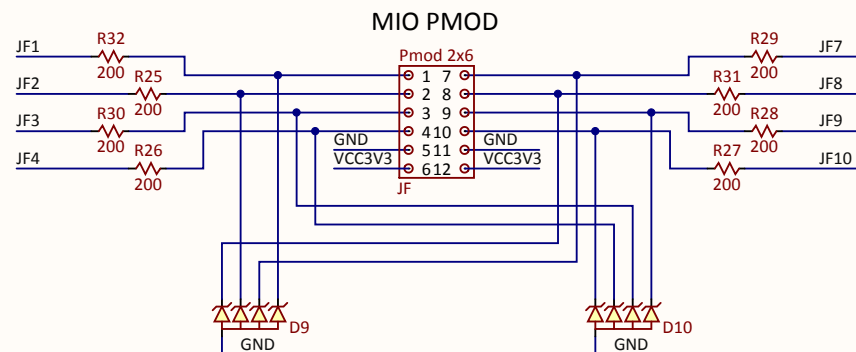 MIO PMOD
JF1 R32 Pmod 2x6 R29 JF7
200 1 7 200
JF2 R25 R31 JF8
200 2 8 200
JF3 R30 3 9 R28 JF9
200 200
JF4 R26 4 10 R27 JF10
200 GND 5 11 GND 200
VCC3V3 6 12 VCC3V3
JF
D9 D10
GND GND